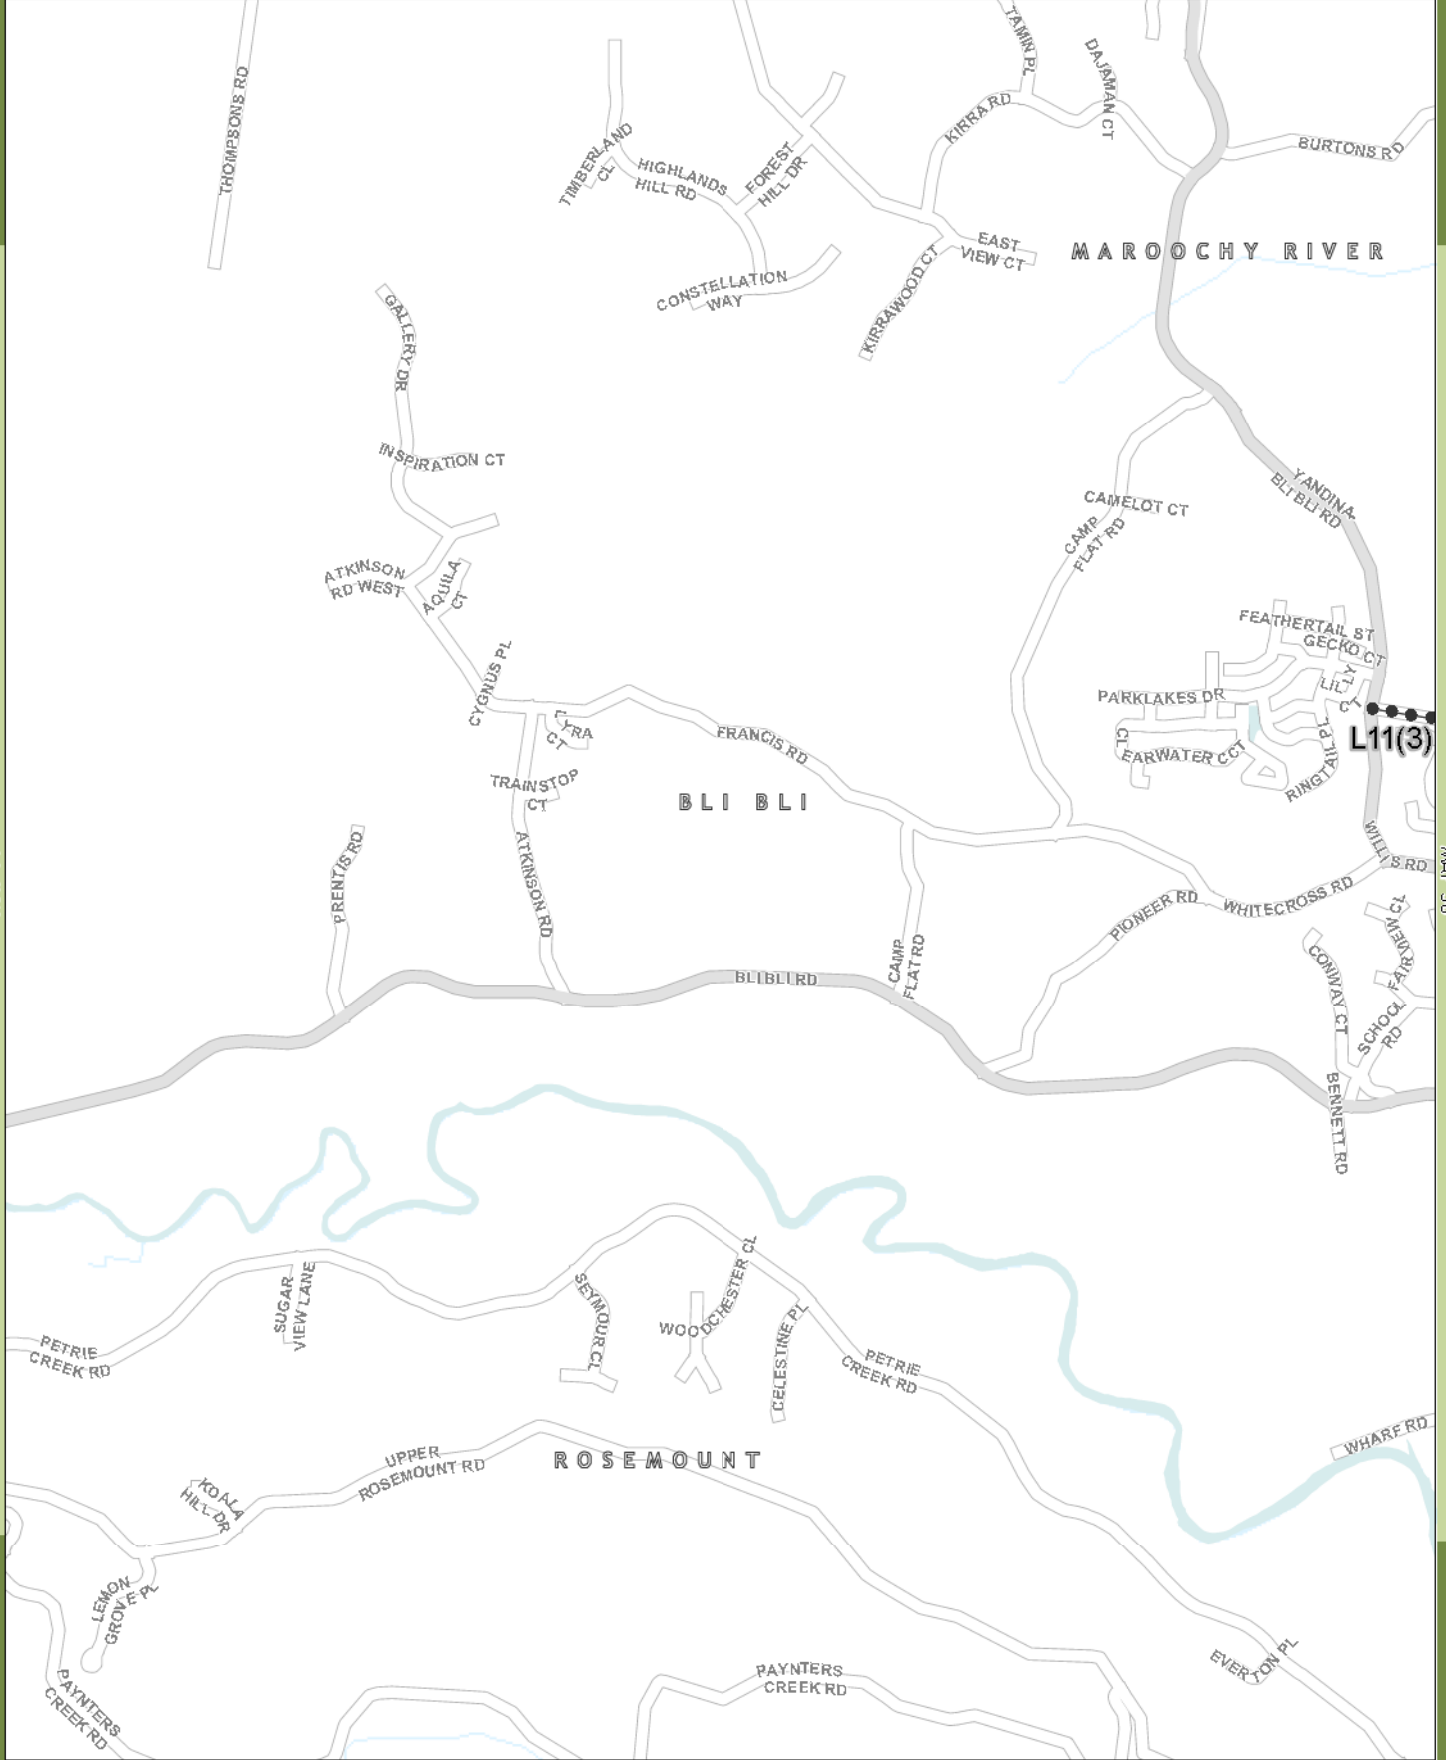 TAMIN PL
DAJAMAN CT
THOMPSONS RD
KIRRA RD
BURTONS RD
TIMBERLAND
CL
HIGHLANDS
HILL RD
FOREST
HILL DR
EAST
VIEW CT
MAROOCHY RIVER
KIRRAWOOD CT
CONSTELLATION
WAY
GALLERY DR
INSPIRATION CT
YANDINA-
BLI BLI RD
CAMELOT CT
CAMP
FLAT RD
ATKINSON
RD WEST
AQUILA
CT
FEATHERTAIL ST
GECKO CT
CYGNUS PL
LILLY
CT
PARKLAKES DR
LYRA
CT
FRANCIS RD
L11(3)
CLEARWATER CCT
RINGTAIL PL
TRAINSTOP
CT
BLI BLI
PRENTIS RD
ATKINSON RD
WILLIS RD
WHITECROSS RD
PIONEER RD
FAIRVIEW CL
CAMP
FLAT RD
CONWAY CT
BLI BLI RD
SCHOOL
RD
BENNETT RD
SUGAR
VIEW LANE
SEYMOUR CL
WOODCHESTER CL
CELESTINE PL
PETRIE
CREEK RD
PETRIE
CREEK RD
WHARF RD
UPPER
ROSEMOUNT RD
ROSEMOUNT
KOALA
HILL DR
LEMON
GROVE PL
EVERTON PL
PAYNTERS
CREEK RD
PAYNTERS
CREEK RD